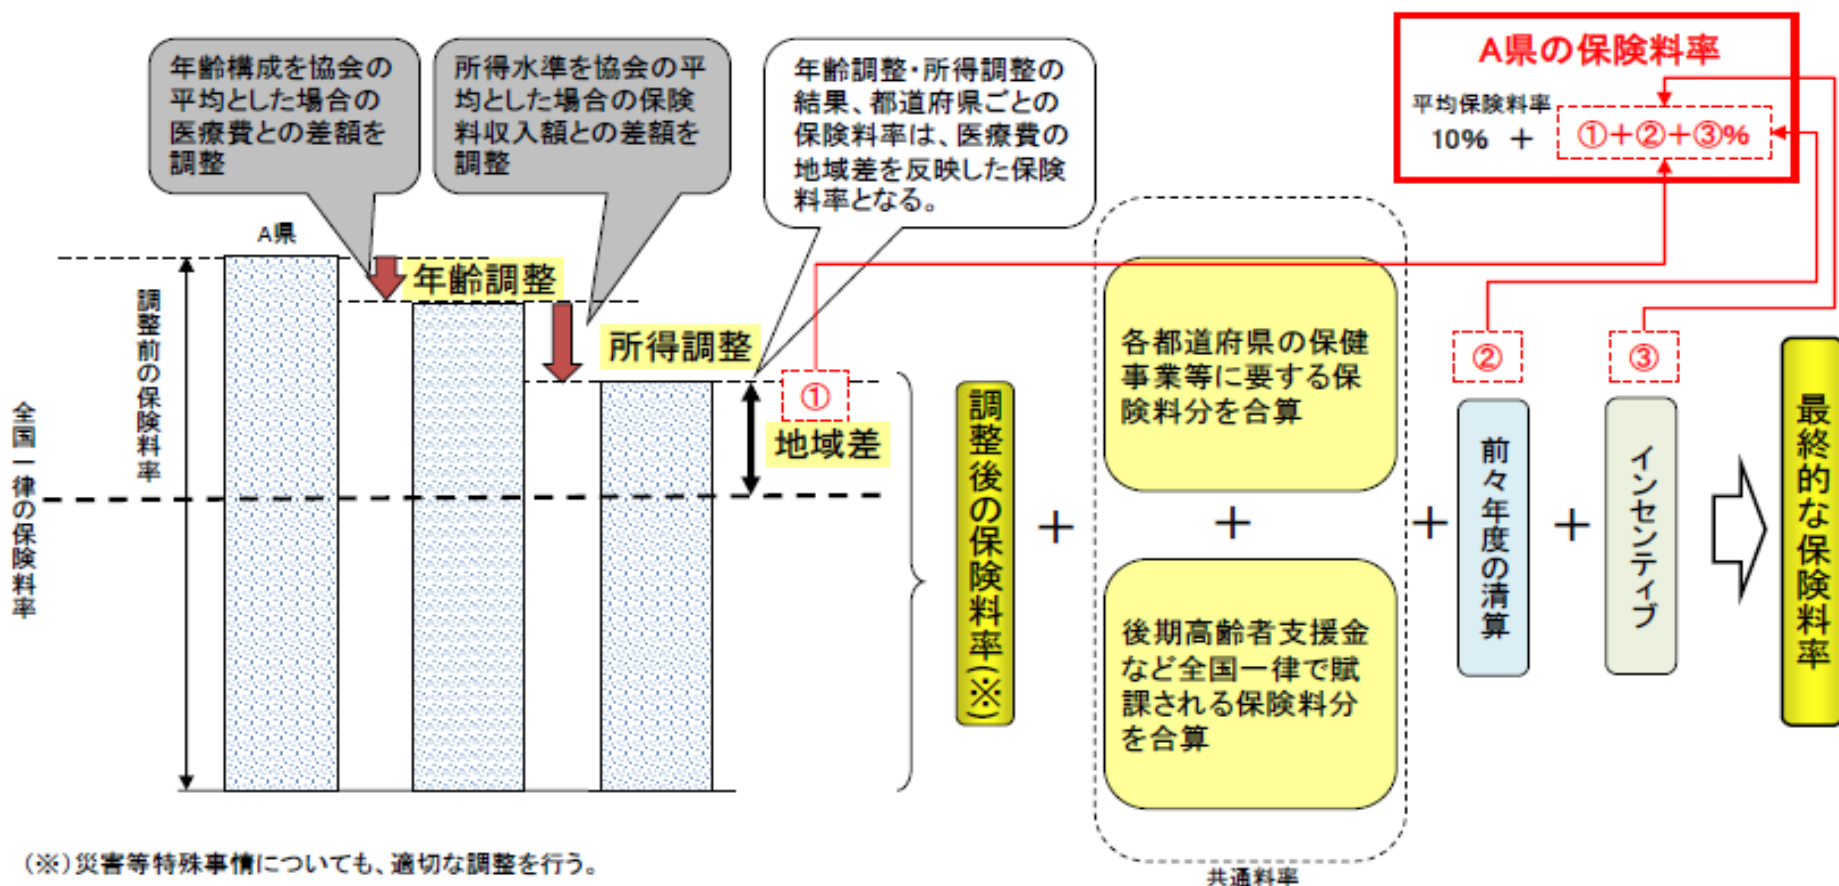 年齢構成を協会の
平均とした場合の
医療費との差額を
調整
所得水準を協会の平
均とした場合の保険
料収入額との差額を
調整
年齢調整・所得調整の
結果、都道府県ごとの
保険料率は、医療費の
地域差を反映した保険
料率となる。
A県の保険料率
平均保険料率
10% +
①+②+③%
A県
年齢調整
所得調整
①
地域差
調整前の保険料率
全国一律の保険料率
調整後の保険料率(※)
+
各都道府県の保健
事業等に要する保
険料分を合算
+
後期高齢者支援金
など全国一律で賦
課される保険料分
を合算
共通料率
+
②
前々年度の清算
+
③
インセンティブ
最終的な保険料率
(※)災害等特殊事情についても、適切な調整を行う。